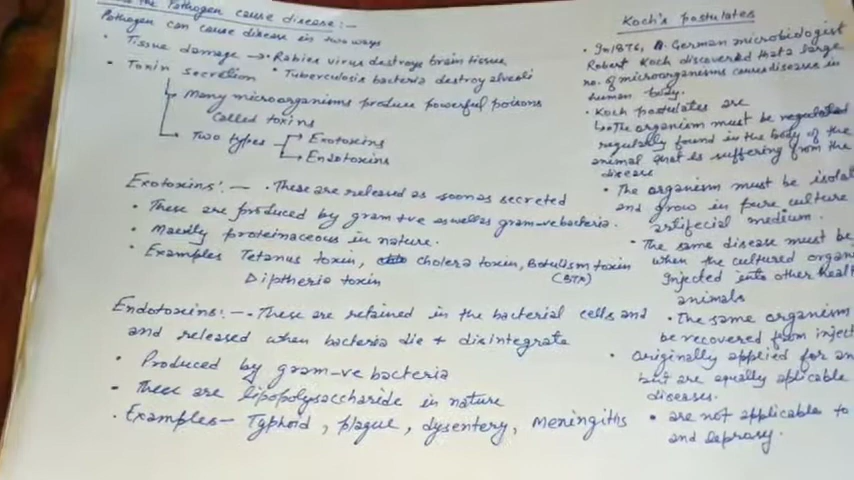 the Pathogen cause disease:-
Pathogen can cause disease in two ways
• Tissue damage → • Rabies virus destroys brain tissue,
• Tuberculosis bacteria destroy alveoli
• Toxin secretion
Many microorganisms produce powerful poisons
called toxins
Two types Exotoxins
Endotoxins
Exotoxins:- • These are released as soon as secreted
• These are produced by gram+ve as well as gram-ve bacteria.
• Maeily proteinaceous in nature.
• Examples Tetanus toxin, cholera toxin, Botulism toxin
(BTX)
Diptheria toxin
Endotoxins:- • These are retained in the bacterial cells and
and released when bacteria die + disintegrate
• Produced by gram-ve bacteria
• These are lipopolysaccharide in nature
• Examples- Typhoid, plague, dysentery, Meningitis
Koch's postulates
• In 1876, A German microbiologist
Robert Koch discovered that a large
no. of microorganisms cause diseases in
human body.
• Koch postulates are
The organism must be
regularly found in the body of the
animal that is suffering from the
disease
• The organism must be
and grow in pure culture
artifecial medium.
• The same disease must be
when the cultured
Injected into other
animals
• The same organism
be recovered from
• Originally applied for
but are equally applicable
diseases.
• are not applicable to
and leprosy.